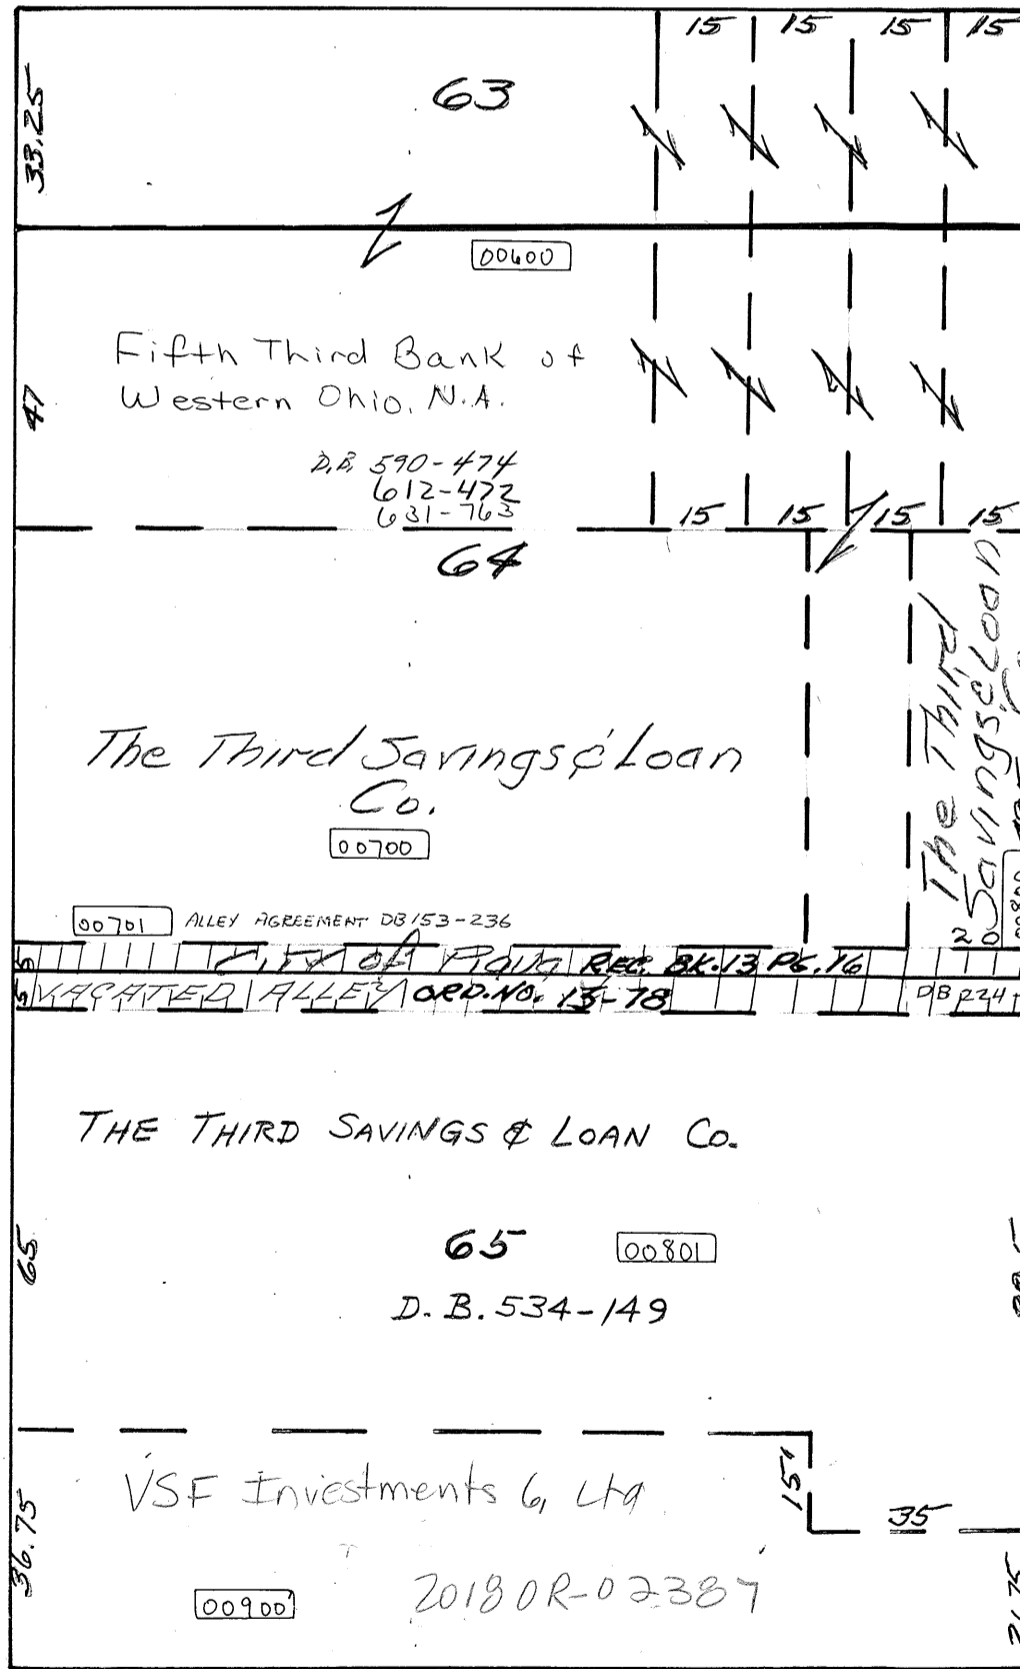 15 15 15 15
33.25
63
00600
Fifth Third Bank of
Western Ohio, N.A.
47
D.B. 590-474
612-472
631-763
15 15 15 15
64
The Third Savings & Loan
Co.
00700
The Third
Savings & Loan
20
00701 ALLEY AGREEMENT DB 153-236
5 City of Piqua REC. BK. 13 PG. 16
5 VACATED ALLEY ORD. NO. 13-78 DB 224
THE THIRD SAVINGS & LOAN Co.
65
65 00801
D. B. 534-149
VSF Investments 6, Ltd
15'
35
36.75
00900
2018OR-02387